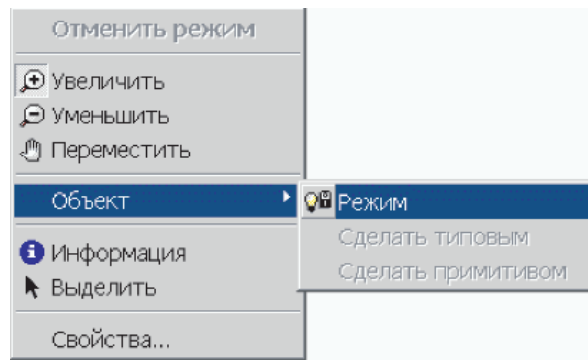 Отменить режим
Увеличить
Уменьшить
Переместить
Объект
Режим
Сделать типовым
Сделать примитивом
Информация
Выделить
Свойства...